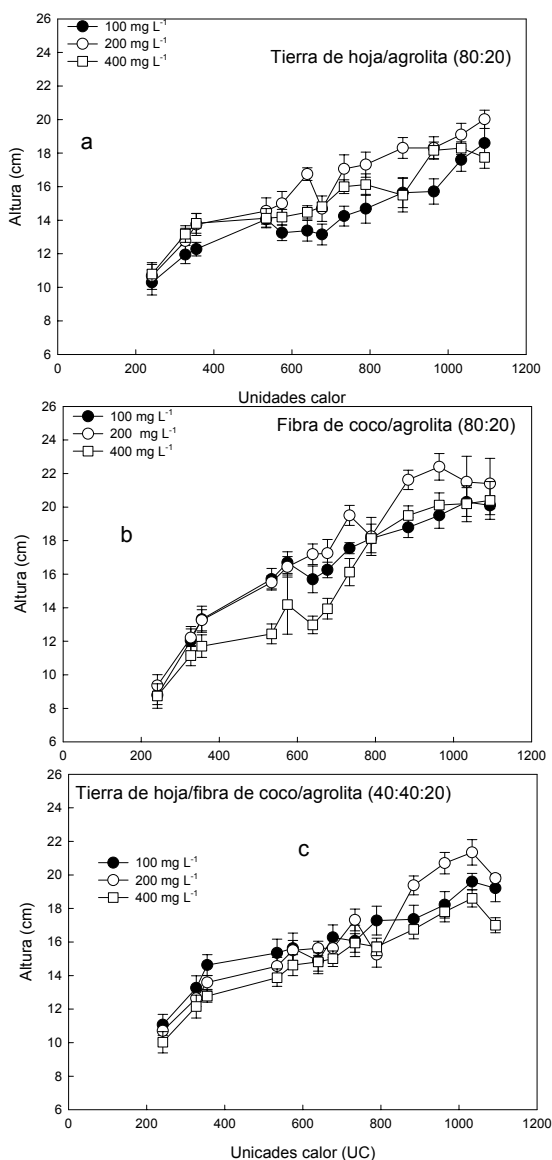 26
24
22
20
18
16
14
12
10
8
6
Altura (cm)
100 mg L-1
200 mg L-1
400 mg L-1
Tierra de hoja/agrolita (80:20)
a
0 200 400 600 800 1000 1200
Unidades calor
26
24
22
20
18
16
14
12
10
8
6
Altura (cm)
100 mg L-1
200 mg L-1
400 mg L-1
Fibra de coco/agrolita (80:20)
b
0 200 400 600 800 1000 1200
26
24
22
20
18
16
14
12
10
8
6
Altura (cm)
Tierra de hoja/fibra de coco/agrolita (40:40:20)
c
100 mg L-1
200 mg L-1
400 mg L-1
0 200 400 600 800 1000 1200
Unicades calor (UC)